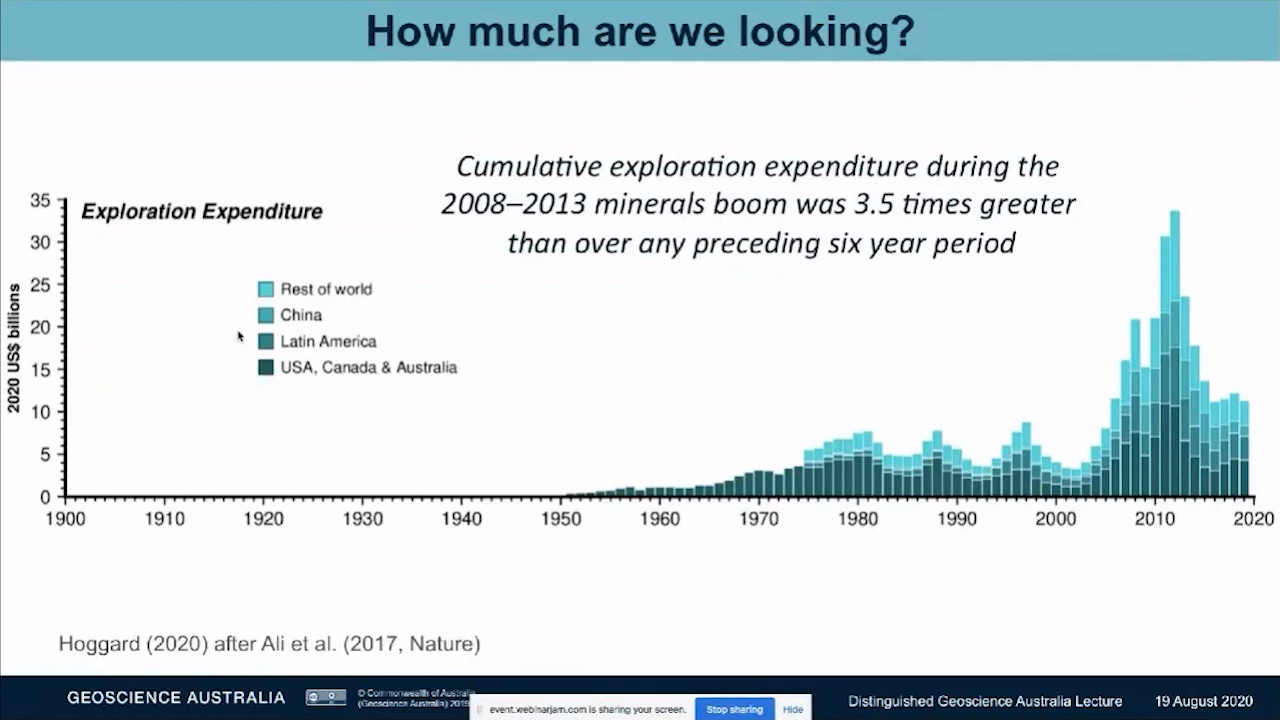 How much are we looking?
Cumulative exploration expenditure during the
2008–2013 minerals boom was 3.5 times greater
than over any preceding six year period
Exploration Expenditure
2020 US$ billions
35
30
25
20
15
10
5
0
Rest of world
China
Latin America
USA, Canada & Australia
1900 1910 1920 1930 1940 1950 1960 1970 1980 1990 2000 2010 2020
Hoggard (2020) after Ali et al. (2017, Nature)
GEOSCIENCE AUSTRALIA
© Commonwealth of Australia
(Geoscience Australia) 2019
event.webinarjam.com is sharing your screen.
Stop sharing
Hide
Distinguished Geoscience Australia Lecture
19 August 2020